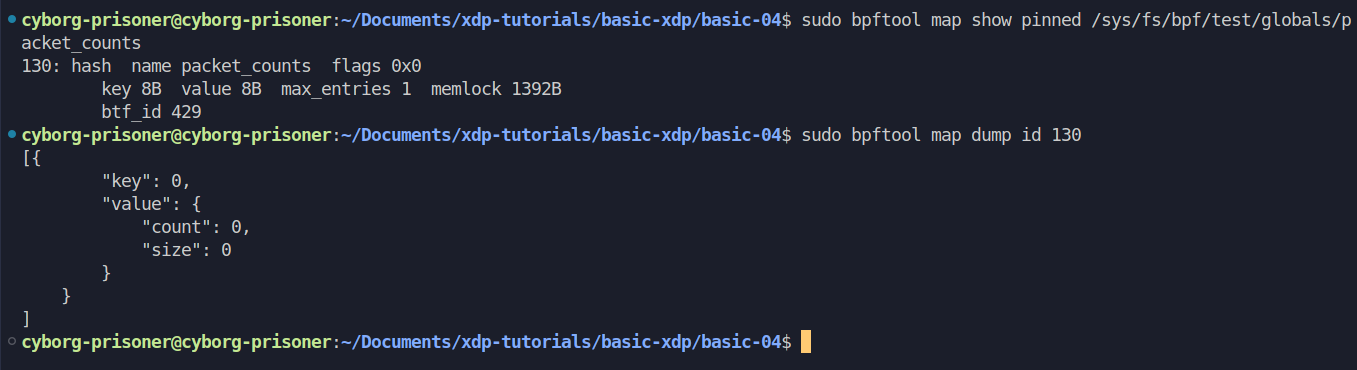 cyborg-prisoner@cyborg-prisoner:~/Documents/xdp-tutorials/basic-xdp/basic-04$ sudo bpftool map show pinned /sys/fs/bpf/test/globals/p
acket_counts
130: hash  name packet_counts  flags 0x0
        key 8B  value 8B  max_entries 1  memlock 1392B
        btf_id 429
cyborg-prisoner@cyborg-prisoner:~/Documents/xdp-tutorials/basic-xdp/basic-04$ sudo bpftool map dump id 130
[{
        "key": 0,
        "value": {
            "count": 0,
            "size": 0
        }
    }
]
cyborg-prisoner@cyborg-prisoner:~/Documents/xdp-tutorials/basic-xdp/basic-04$